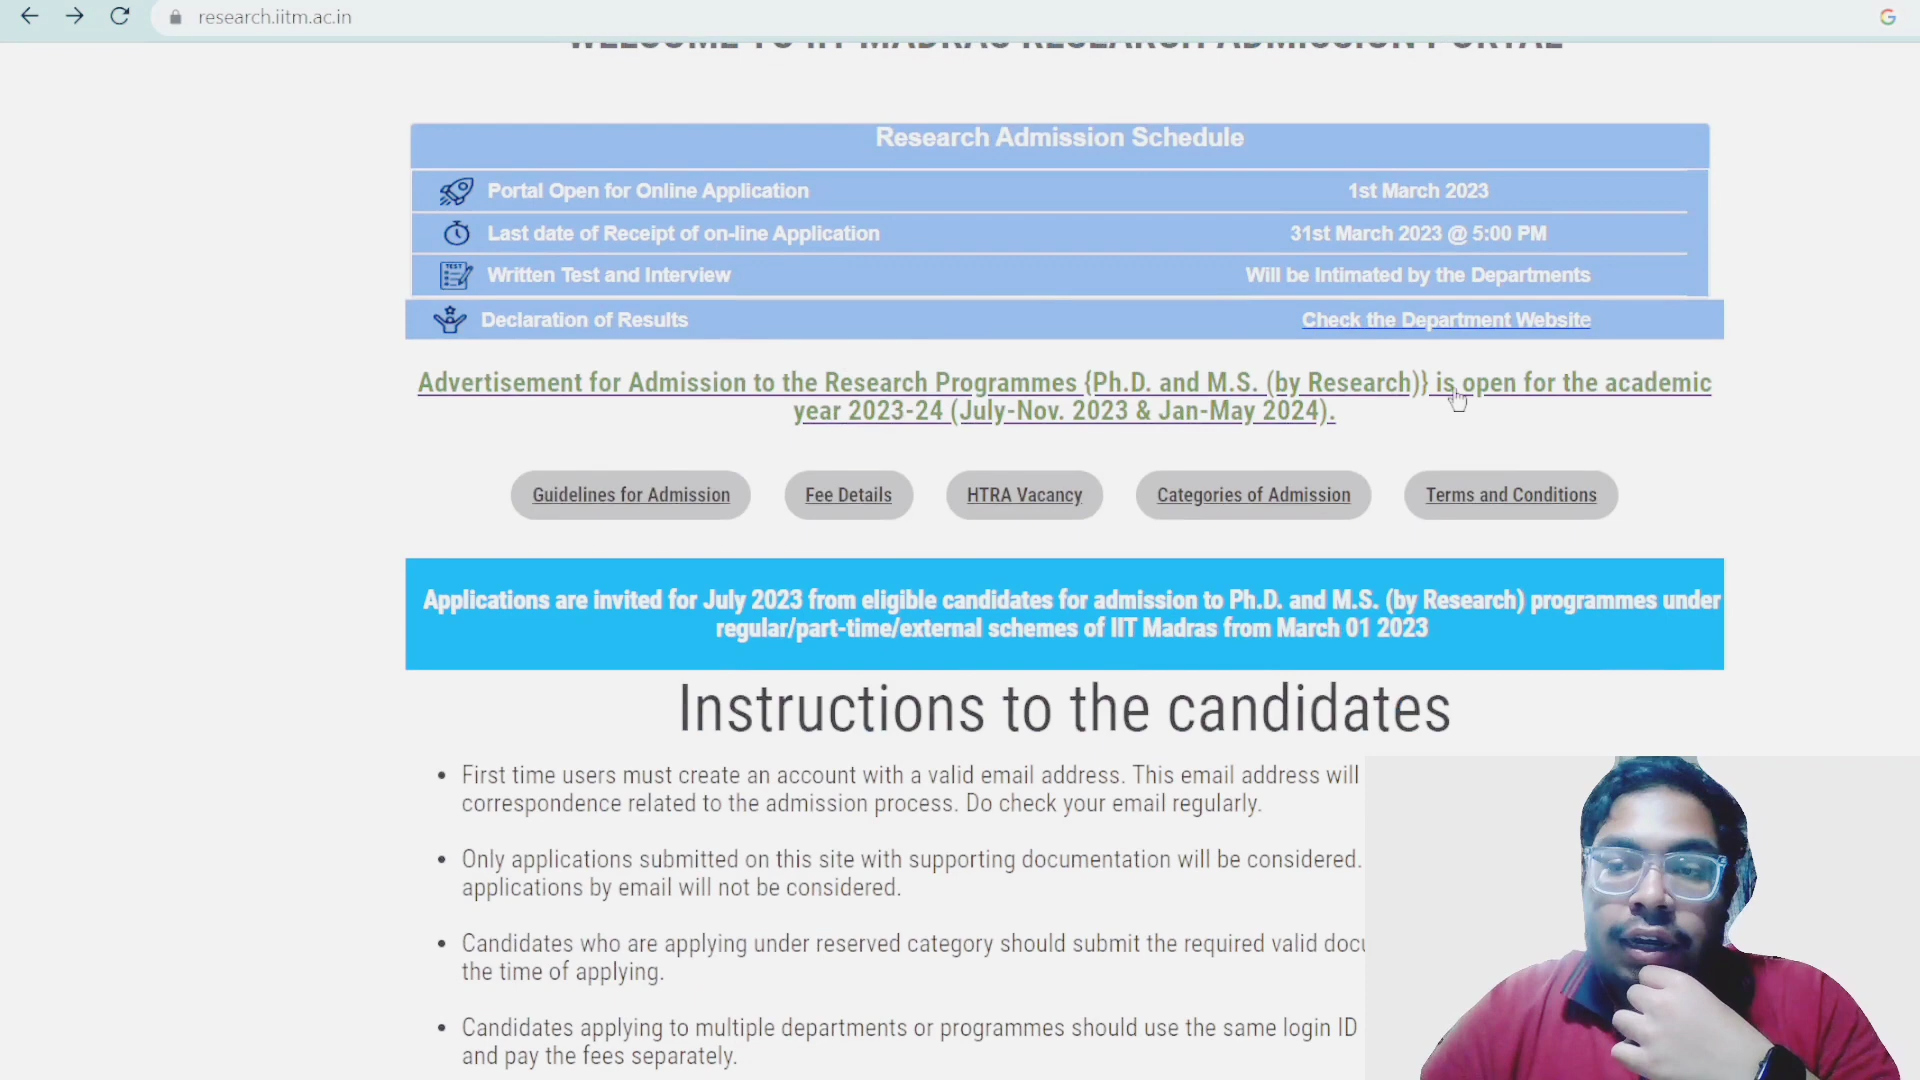 research.iitm.ac.in
WELCOME TO IIT MADRAS RESEARCH ADMISSION PORTAL
Research Admission Schedule
Portal Open for Online Application 1st March 2023
Last date of Receipt of on-line Application 31st March 2023 @ 5:00 PM
TEST
Written Test and Interview Will be Intimated by the Departments
Declaration of Results Check the Department Website
Advertisement for Admission to the Research Programmes {Ph.D. and M.S. (by Research)} is open for the academic
year 2023-24 (July-Nov. 2023 & Jan-May 2024).
Guidelines for Admission Fee Details HTRA Vacancy Categories of Admission Terms and Conditions
Applications are invited for July 2023 from eligible candidates for admission to Ph.D. and M.S. (by Research) programmes under
regular/part-time/external schemes of IIT Madras from March 01 2023
Instructions to the candidates
• First time users must create an account with a valid email address. This email address will
correspondence related to the admission process. Do check your email regularly.
• Only applications submitted on this site with supporting documentation will be considered.
applications by email will not be considered.
• Candidates who are applying under reserved category should submit the required valid docu
the time of applying.
• Candidates applying to multiple departments or programmes should use the same login ID
and pay the fees separately.